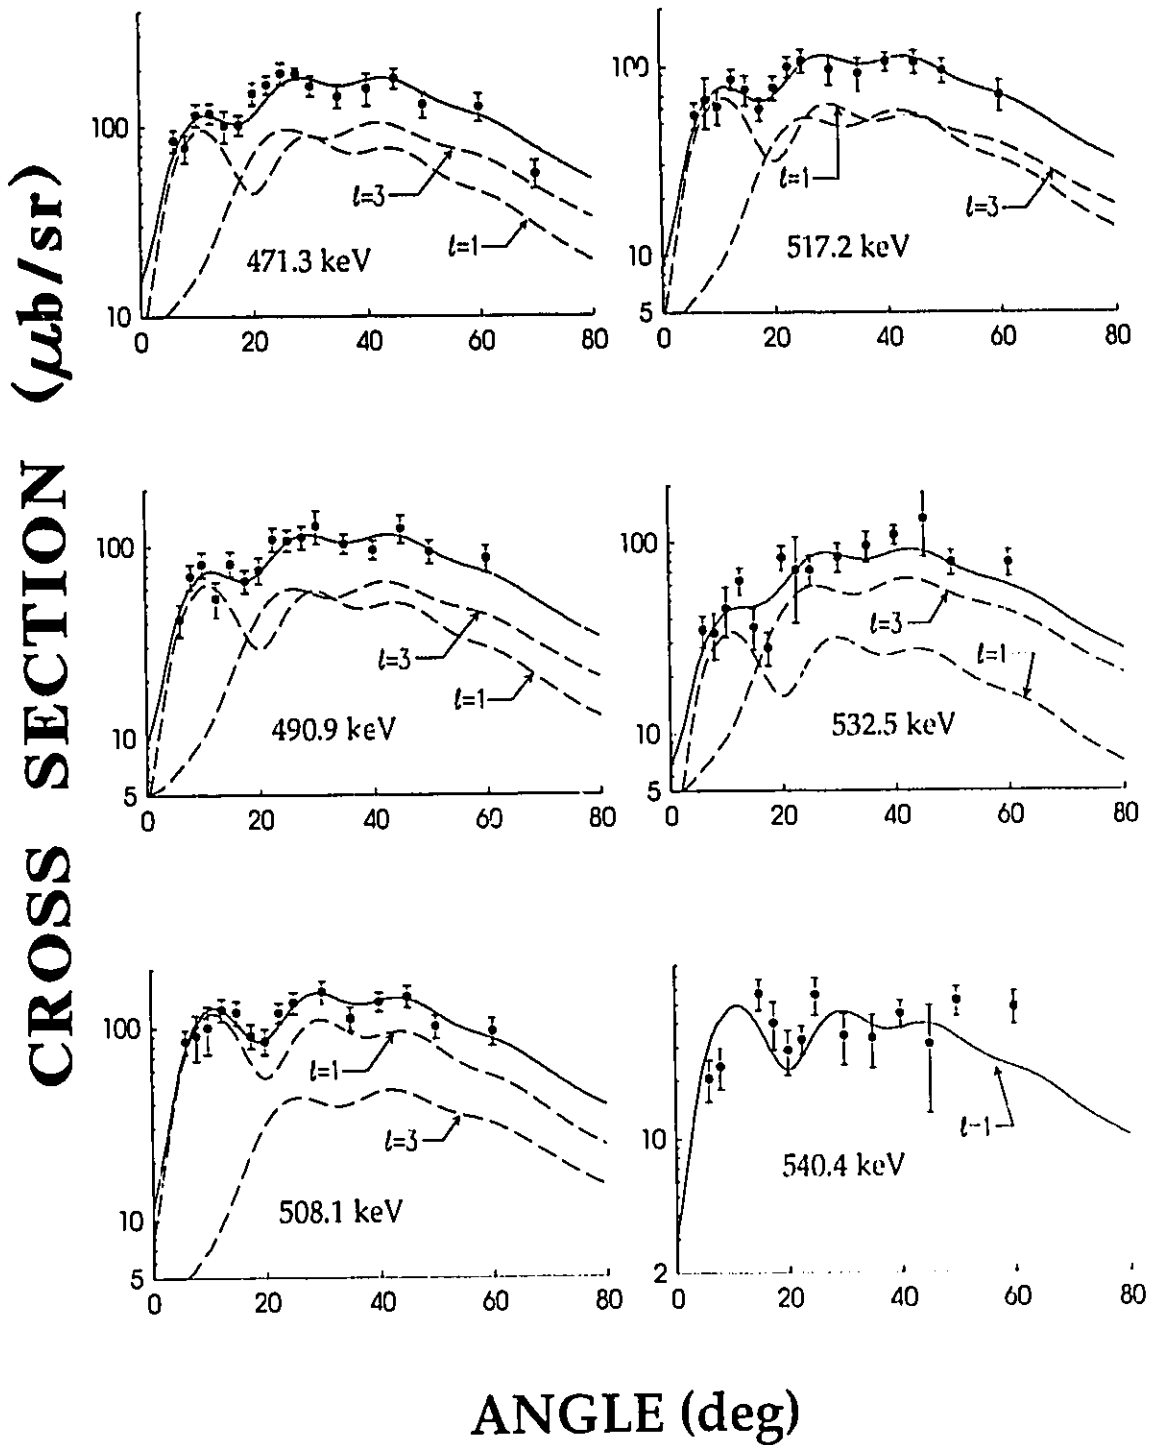 CROSS SECTION (μb/sr)
100
10
0 20 40 60 80
ℓ=3
ℓ=1
471.3 keV
100
10
5
0 20 40 60 80
ℓ=1
ℓ=3
517.2 keV
100
10
5
0 20 40 60 80
ℓ=3
ℓ=1
490.9 keV
100
10
5
0 20 40 60 80
ℓ=3
ℓ=1
532.5 keV
100
10
5
0 20 40 60 80
ℓ=1
ℓ=3
508.1 keV
10
2
0 20 40 60 80
ℓ=1
540.4 keV
ANGLE (deg)